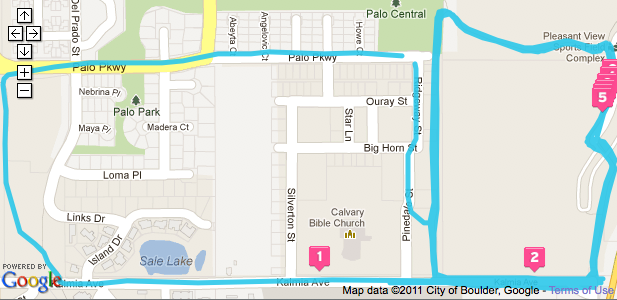 Del Prado St
Abeyta Ct
Angelovic Ct
Howe Ct
Palo Central
Pleasant View
Sports
Complex
Palo Pkwy
Palo Pkwy
Nebrina Pl
Palo Park
Maya Pl
Madera Ct
Ouray St
Star Ln
Ridgeway St
5
Big Horn St
Loma Pl
Silverton St
Pinedale St
Links Dr
Island Dr
Calvary
Bible Church
Sale Lake
1
2
POWERED BY
Google
Kalmia Ave
Kalmia Ave
St
Map data ©2011 City of Boulder, Google - Terms of Use